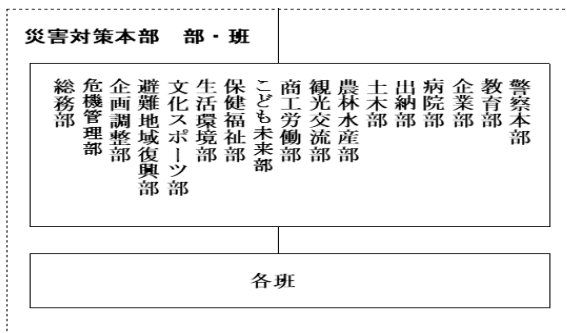 災害対策本部　部・班
総務部
危機管理部
企画調整部
避難地域復興部
文化スポーツ部
生活環境部
保健福祉部
こども未来部
商工労働部
観光交流部
農林水産部
土木部
出納部
病院部
企業部
教育部
警察本部
各班